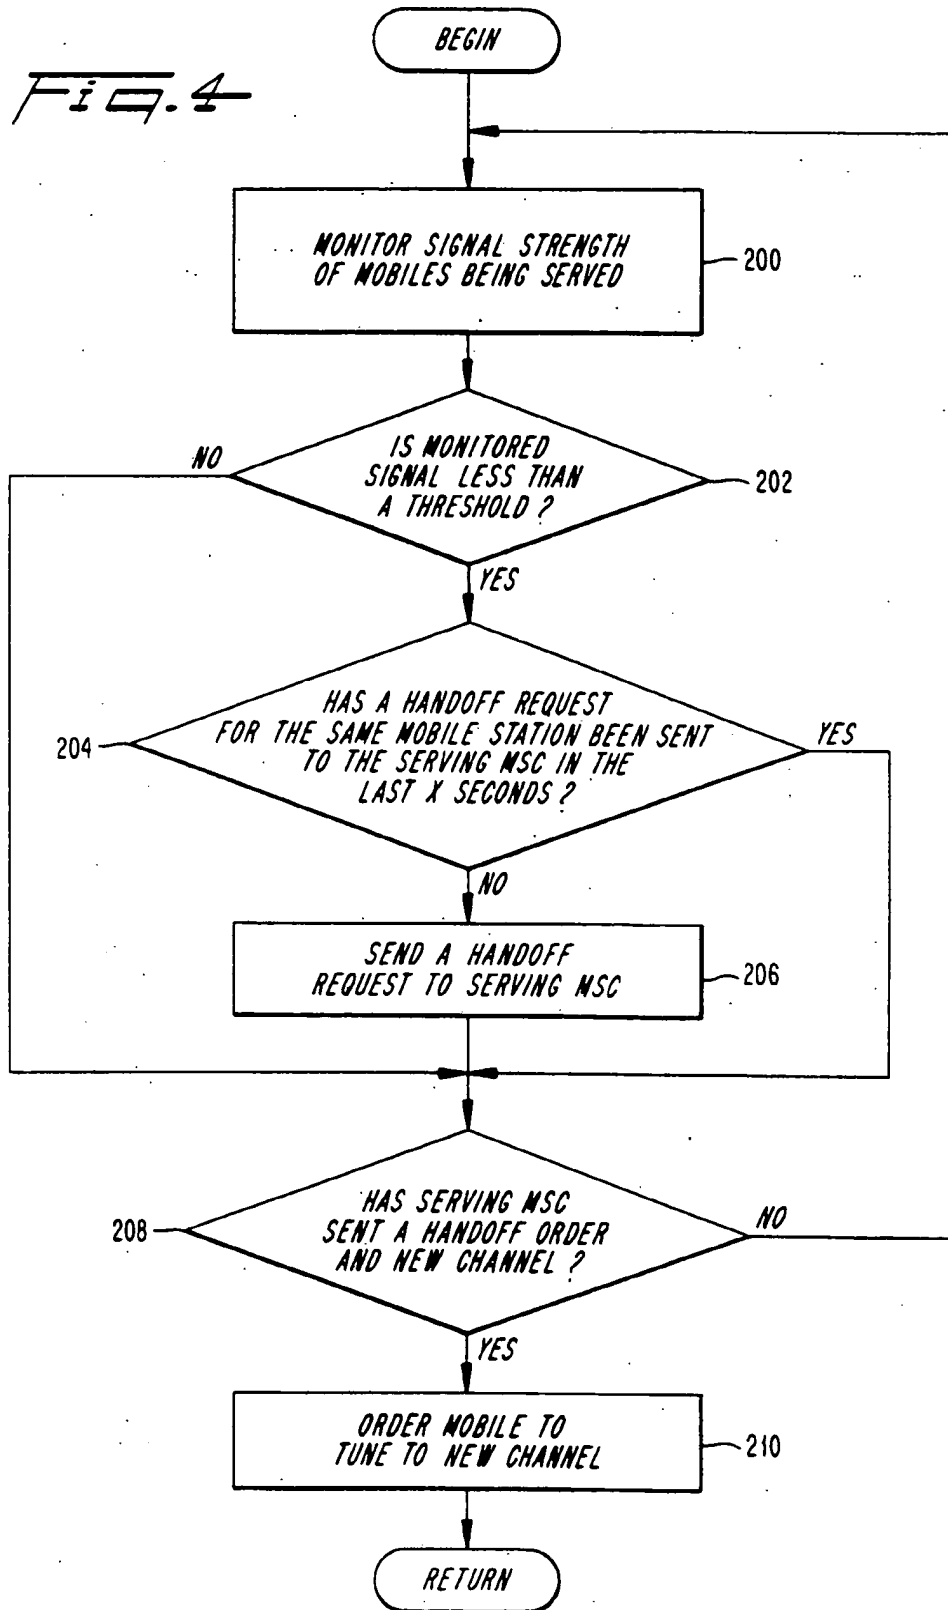 Fig. 4
BEGIN
MONITOR SIGNAL STRENGTH
OF MOBILES BEING SERVED
200
IS MONITORED
SIGNAL LESS THAN
A THRESHOLD ?
NO
202
YES
HAS A HANDOFF REQUEST
FOR THE SAME MOBILE STATION BEEN SENT
TO THE SERVING MSC IN THE
LAST X SECONDS ?
204
YES
NO
SEND A HANDOFF
REQUEST TO SERVING MSC
206
HAS SERVING MSC
SENT A HANDOFF ORDER
AND NEW CHANNEL ?
208
NO
YES
ORDER MOBILE TO
TUNE TO NEW CHANNEL
210
RETURN